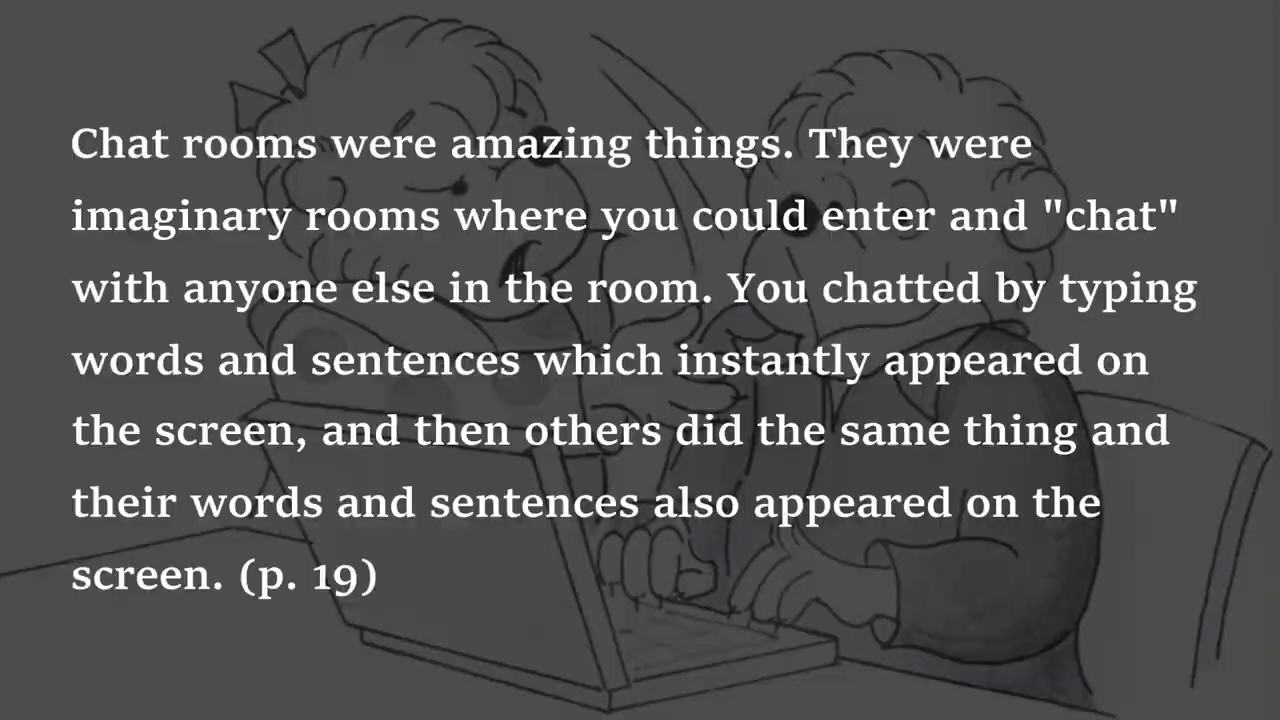 Chat rooms were amazing things. They were
imaginary rooms where you could enter and "chat"
with anyone else in the room. You chatted by typing
words and sentences which instantly appeared on
the screen, and then others did the same thing and
their words and sentences also appeared on the
screen. (p. 19)